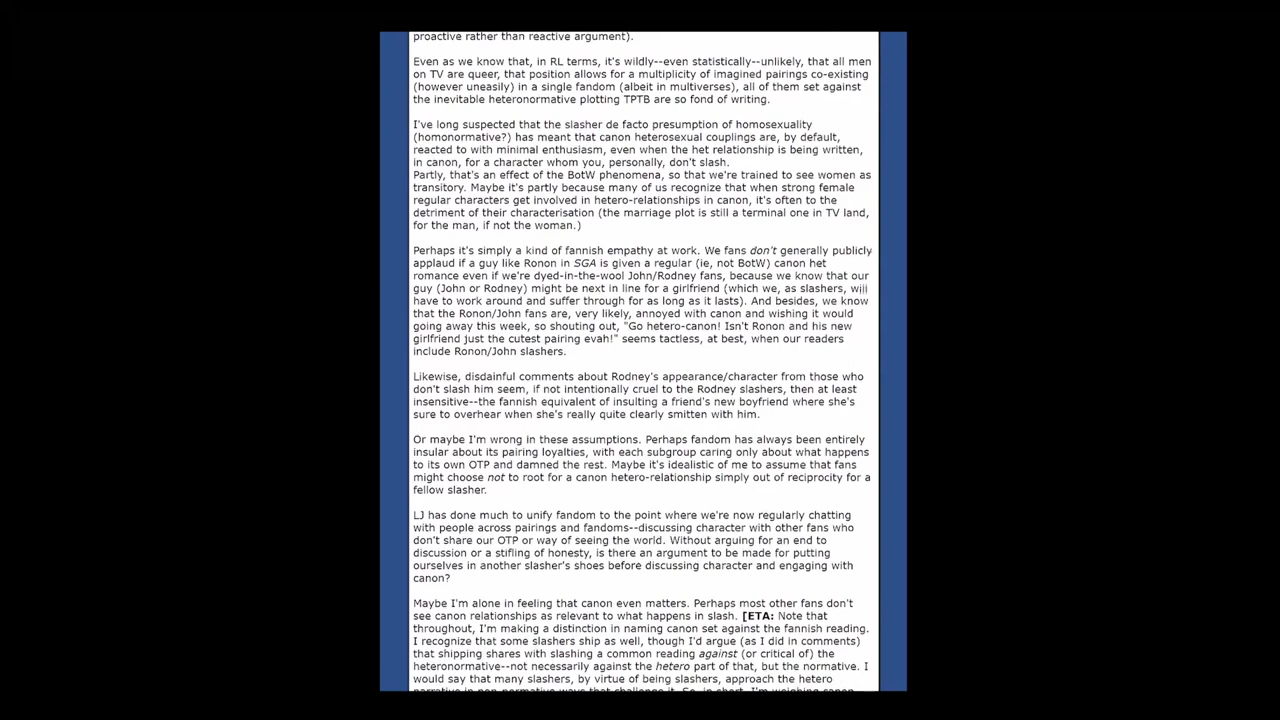 proactive rather than reactive argument).
Even as we know that, in RL terms, it's wildly--even statistically--unlikely, that all men
on TV are queer, that position allows for a multiplicity of imagined pairings co-existing
(however uneasily) in a single fandom (albeit in multiverses), all of them set against
the inevitable heteronormative plotting TPTB are so fond of writing.
I've long suspected that the slasher de facto presumption of homosexuality
(homonormative?) has meant that canon heterosexual couplings are, by default,
reacted to with minimal enthusiasm, even when the het relationship is being written,
in canon, for a character whom you, personally, don't slash.
Partly, that's an effect of the BotW phenomena, so that we're trained to see women as
transitory. Maybe it's partly because many of us recognize that when strong female
regular characters get involved in hetero-relationships in canon, it's often to the
detriment of their characterisation (the marriage plot is still a terminal one in TV land,
for the man, if not the woman.)
Perhaps it's simply a kind of fannish empathy at work. We fans don't generally publicly
applaud if a guy like Ronon in SGA is given a regular (ie, not BotW) canon het
romance even if we're dyed-in-the-wool John/Rodney fans, because we know that our
guy (John or Rodney) might be next in line for a girlfriend (which we, as slashers, will
have to work around and suffer through for as long as it lasts). And besides, we know
that the Ronon/John fans are, very likely, annoyed with canon and wishing it would
going away this week, so shouting out, "Go hetero-canon! Isn't Ronon and his new
girlfriend just the cutest pairing evah!" seems tactless, at best, when our readers
include Ronon/John slashers.
Likewise, disdainful comments about Rodney's appearance/character from those who
don't slash him seem, if not intentionally cruel to the Rodney slashers, then at least
insensitive--the fannish equivalent of insulting a friend's new boyfriend where she's
sure to overhear when she's really quite clearly smitten with him.
Or maybe I'm wrong in these assumptions. Perhaps fandom has always been entirely
insular about its pairing loyalties, with each subgroup caring only about what happens
to its own OTP and damned the rest. Maybe it's idealistic of me to assume that fans
might choose not to root for a canon hetero-relationship simply out of reciprocity for a
fellow slasher.
LJ has done much to unify fandom to the point where we're now regularly chatting
with people across pairings and fandoms--discussing character with other fans who
don't share our OTP or way of seeing the world. Without arguing for an end to
discussion or a stifling of honesty, is there an argument to be made for putting
ourselves in another slasher's shoes before discussing character and engaging with
canon?
Maybe I'm alone in feeling that canon even matters. Perhaps most other fans don't
see canon relationships as relevant to what happens in slash. [ETA: Note that
throughout, I'm making a distinction in naming canon set against the fannish reading.
I recognize that some slashers ship as well, though I'd argue (as I did in comments)
that shipping shares with slashing a common reading against (or critical of) the
heteronormative--not necessarily against the hetero part of that, but the normative. I
would say that many slashers, by virtue of being slashers, approach the hetero
narrative in non-normative ways that challenge it. So, in short, I'm weighing canon